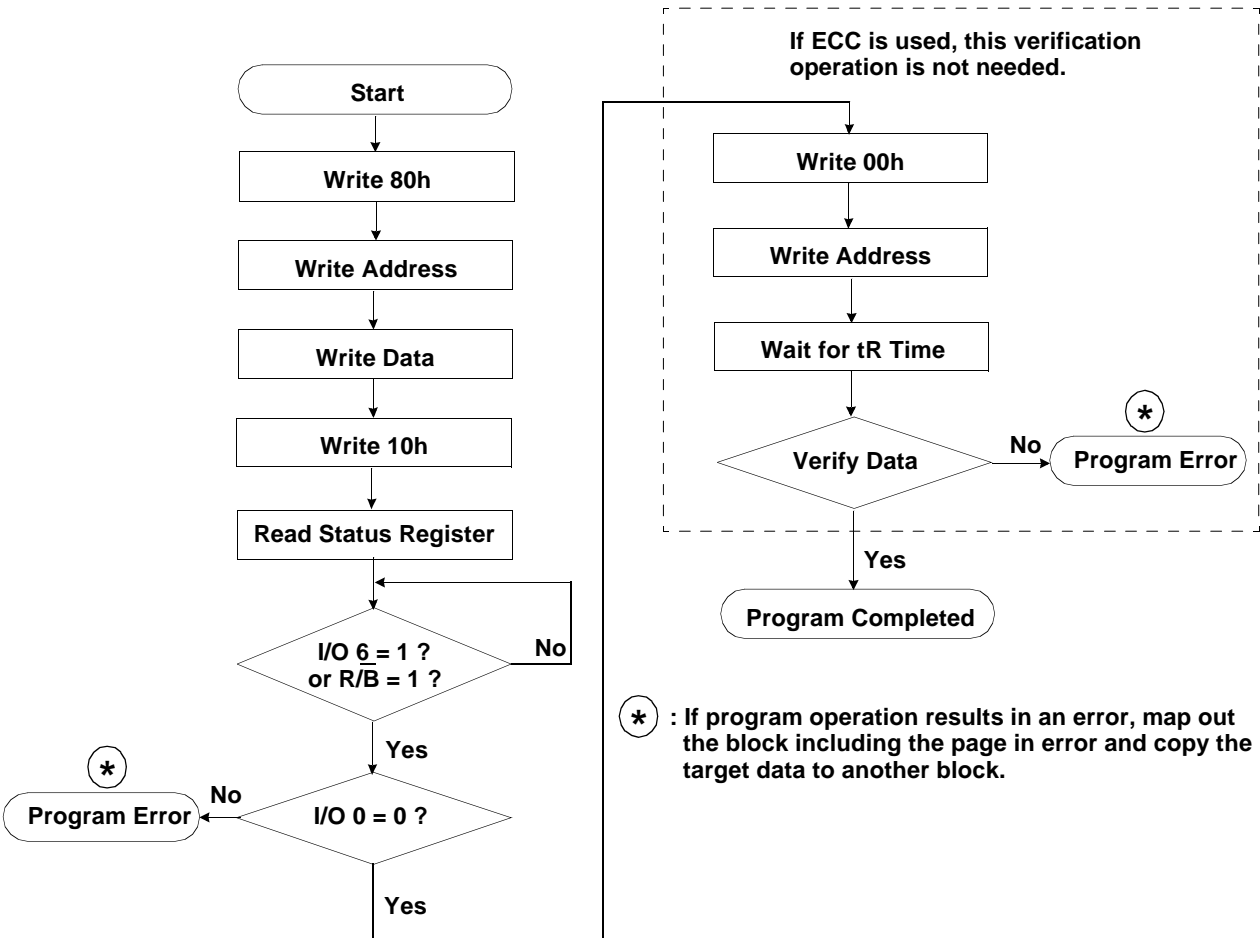 Start
Write 80h
Write Address
Write Data
Write 10h
Read Status Register
I/O 6 = 1 ?
or R/B = 1 ?
No
Yes
*
No
Program Error
I/O 0 = 0 ?
Yes
If ECC is used, this verification
operation is not needed.
Write 00h
Write Address
Wait for tR Time
*
Verify Data
No
Program Error
Yes
Program Completed
* : If program operation results in an error, map out
the block including the page in error and copy the
target data to another block.